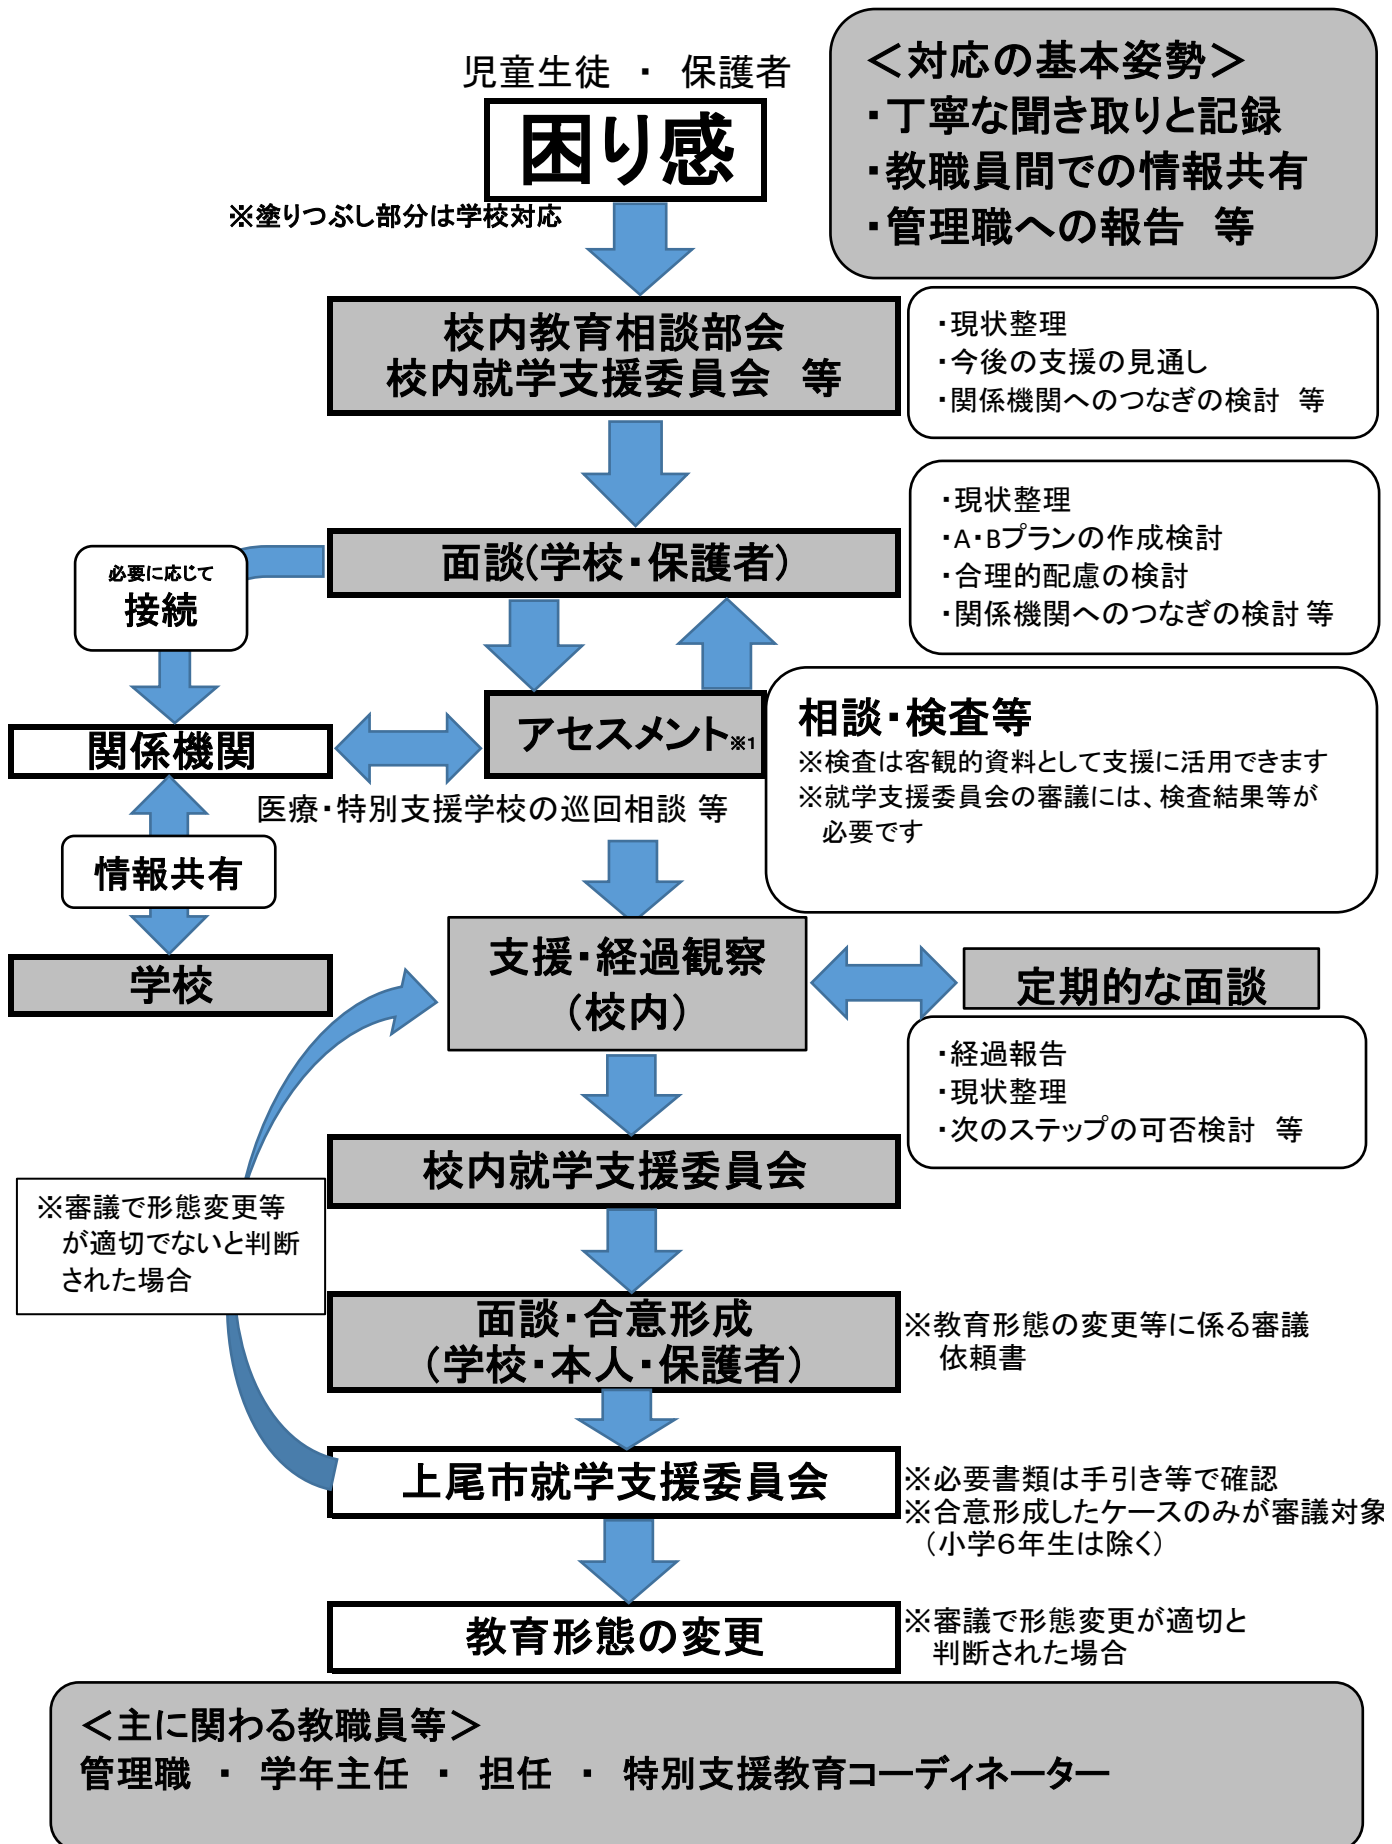 児童生徒　・　保護者
困り感
※塗りつぶし部分は学校対応
＜対応の基本姿勢＞
・丁寧な聞き取りと記録
・教職員間での情報共有
・管理職への報告　等
校内教育相談部会
校内就学支援委員会　等
・現状整理
・今後の支援の見通し
・関係機関へのつなぎの検討　等
面談(学校・保護者)
・現状整理
・A・Bプランの作成検討
・合理的配慮の検討
・関係機関へのつなぎの検討 等
必要に応じて
接続
関係機関
アセスメント※1
相談・検査等
※検査は客観的資料として支援に活用できます
※就学支援委員会の審議には、検査結果等が
必要です
医療・特別支援学校の巡回相談 等
情報共有
学校
支援・経過観察
（校内）
定期的な面談
・経過報告
・現状整理
・次のステップの可否検討　等
校内就学支援委員会
※審議で形態変更等
が適切でないと判断
された場合
面談・合意形成
（学校・本人・保護者）
※教育形態の変更等に係る審議
依頼書
上尾市就学支援委員会
※必要書類は手引き等で確認
※合意形成したケースのみが審議対象
（小学６年生は除く）
教育形態の変更
※審議で形態変更が適切と
判断された場合
＜主に関わる教職員等＞
管理職　・　学年主任　・　担任　・　特別支援教育コーディネーター